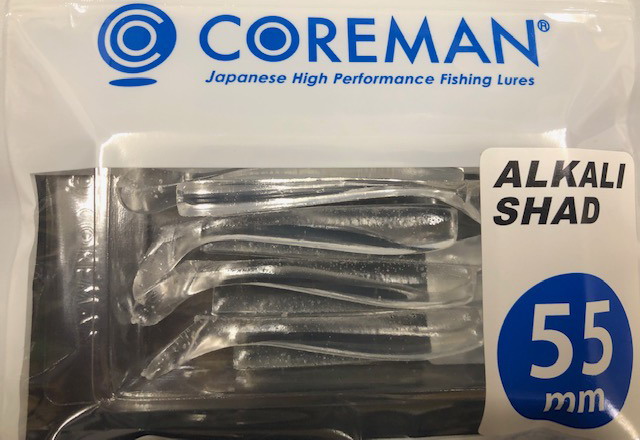 COREMAN®
Japanese High Performance Fishing Lures
ALKALI
SHAD
55
mm